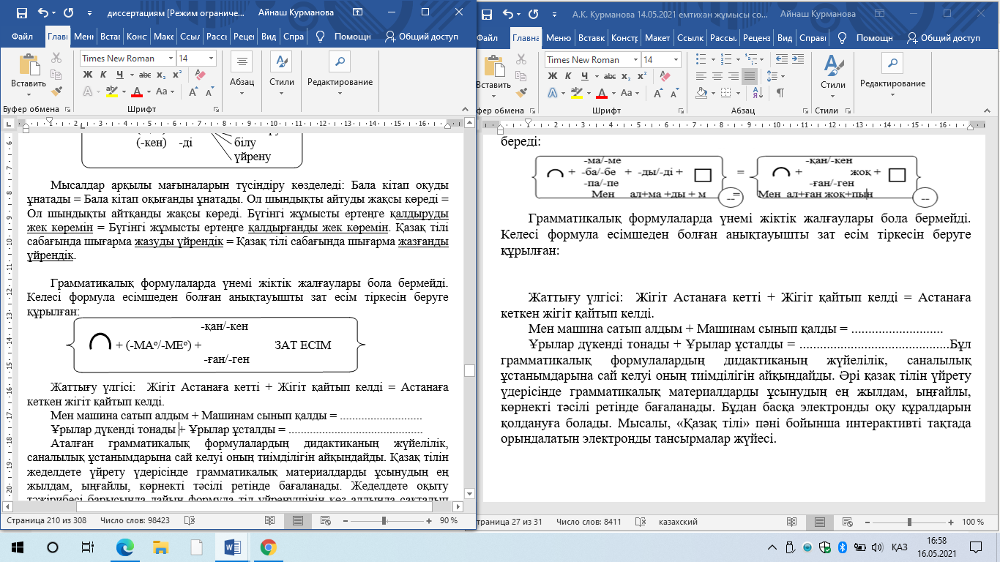 диссертациям [Режим ограниче...
Айнаш Курманова
Файл Главн Меню Встав Конст Макет Ссылк Рассы Реценз Вид Справ Помощн Общий доступ
Times New Roman 14
Вставить
Ж К Ч abc x₂ x²
Абзац Стили Редактирование
Буфер обмена Шрифт
(-кен) -ді
білу
үйрену
Мысалдар арқылы мағыналарын түсіндіру көзделеді: Бала кітап оқуды
ұнатады = Бала кітап оқығанды ұнатады. Ол шындықты айтуды жақсы көреді =
Ол шындықты айтқанды жақсы көреді. Бүгінгі жұмысты ертеңге қалдыруды
жек көремін = Бүгінгі жұмысты ертеңге қалдырғанды жек көремін. Қазақ тілі
сабағында шығарма жазуды үйрендік = Қазақ тілі сабағында шығарма жазғанды
үйрендік.
Грамматикалық формулаларда үнемі жіктік жалғаулары бола бермейді.
Келесі формула есімшеден болған анықтауышты зат есім тіркесін беруге
құрылған:
-қан/-кен
+ (-МАᵒ/-МЕᵒ) + ЗАТ ЕСІМ
-ған/-ген
Жаттығу үлгісі: Жігіт Астанаға кетті + Жігіт қайтып келді = Астанаға
кеткен жігіт қайтып келді.
Мен машина сатып алдым + Машинам сынып қалды = ...........................
Ұрылар дүкенді тонады + Ұрылар ұсталды = ............................................
Аталған грамматикалық формулалардың дидактиканың жүйелілік,
саналылық ұстанымдарына сай келуі оның тиімділігін айқындайды. Қазақ тілін
жеделдете үйрету үдерісінде грамматикалық материалдарды ұсынудың ең
жылдам, ыңғайлы, көрнекті тәсілі ретінде бағаланады. Жеделдете оқыту
тәжірибесі барысында дайын формула тіл үйренушінің көз алдында сақталып
Страница 210 из 308 Число слов: 98423 90 %
А.К. Курманова 14.05.2021 емтихан жұмысы со...
Айнаш Курманова
Файл Главна Меню Вставк Констр Макет Ссылк Рассыл Реценз Вид Справ Помощн Общий доступ
Times New Roman 14
Вставить
Ж К Ч abc x₂ x²
Стили Редактирование
Буфер обмена Шрифт Абзац Стили
береді:
-ма/-ме -қан/-кен
+ -ба/-бе + -ды/-ді + = + жоқ +
-па/-пе -ған/-ген
Мен ал+ма +ды + м -- = Мен ал+ған жоқ+пын --
Грамматикалық формулаларда үнемі жіктік жалғаулары бола бермейді.
Келесі формула есімшеден болған анықтауышты зат есім тіркесін беруге
құрылған:
Жаттығу үлгісі: Жігіт Астанаға кетті + Жігіт қайтып келді = Астанаға
кеткен жігіт қайтып келді.
Мен машина сатып алдым + Машинам сынып қалды = ...........................
Ұрылар дүкенді тонады + Ұрылар ұсталды = ............................................Бұл
грамматикалық формулалардың дидактиканың жүйелілік, саналылық
ұстанымдарына сай келуі оның тиімділігін айқындайды. Әрі қазақ тілін үйрету
үдерісінде грамматикалық материалдарды ұсынудың ең жылдам, ыңғайлы,
көрнекті тәсілі ретінде бағаланады. Бұдан басқа электронды оқу құралдарын
қолдануға болады. Мысалы, «Қазақ тілі» пәні бойынша интерактивті тақтада
орындалатын электронды тансырмалар жүйесі.
Страница 27 из 31 Число слов: 8411 казахский 100 %
ҚАЗ
16:58
16.05.2021